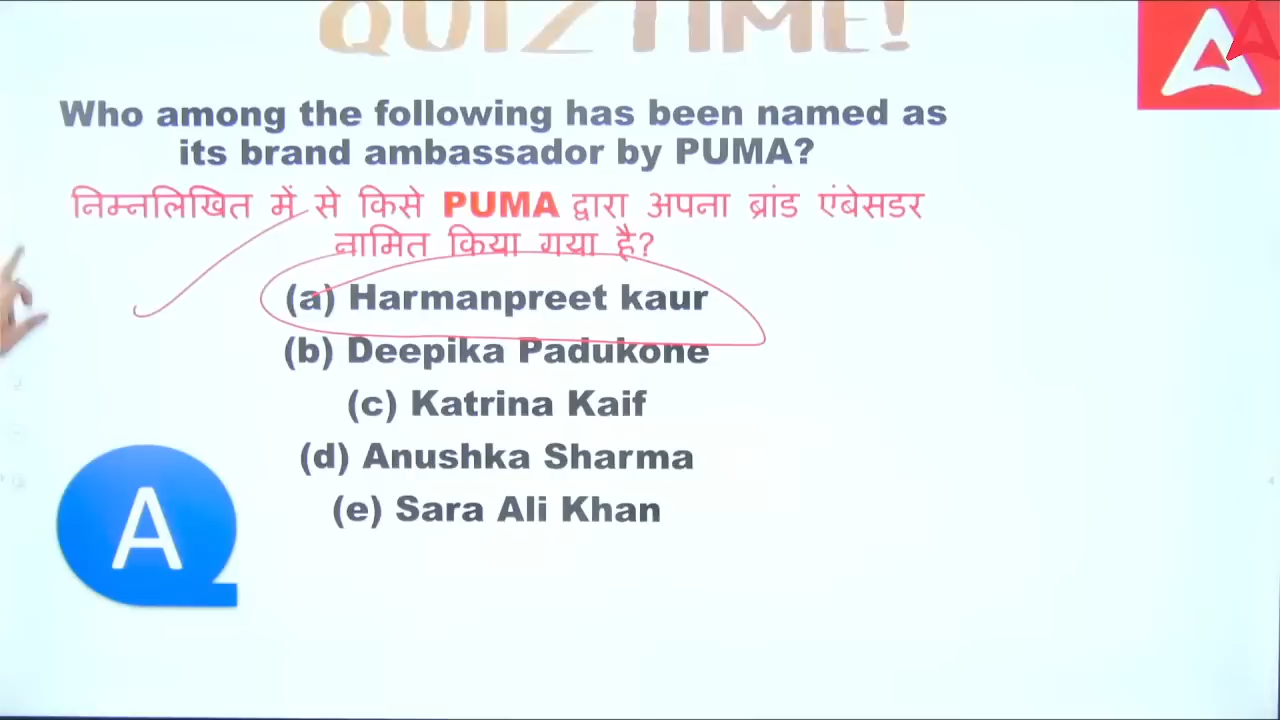 QUIZ TIME!
Who among the following has been named as
its brand ambassador by PUMA?
निम्नलिखित में से किसे PUMA द्वारा अपना ब्रांड एंबेसडर
नामित किया गया है?
(a) Harmanpreet kaur
(b) Deepika Padukone
(c) Katrina Kaif
(d) Anushka Sharma
(e) Sara Ali Khan
A